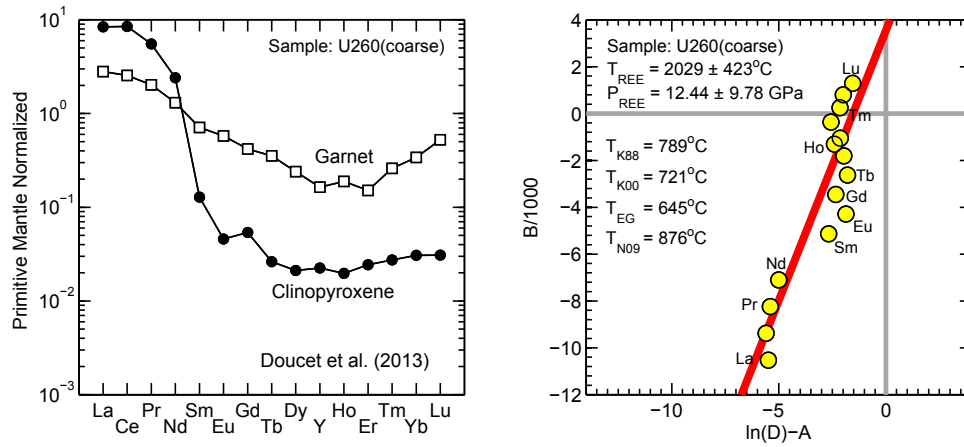 Primitive Mantle Normalized
10¹
10⁰
10⁻¹
10⁻²
10⁻³
Sample: U260(coarse)
Garnet
Clinopyroxene
Doucet et al. (2013)
La Pr Sm Gd Dy Ho Tm Lu
Ce Nd Eu Tb Y Er Yb
B/1000
4
2
0
−2
−4
−6
−8
−10
−12
Sample: U260(coarse)
T_REE = 2029 ± 423°C
P_REE = 12.44 ± 9.78 GPa
T_K88 = 789°C
T_K00 = 721°C
T_EG = 645°C
T_N09 = 876°C
Lu
Tm
Ho
Tb
Gd
Eu
Sm
Nd
Pr
La
−10 −5 0
ln(D)−A